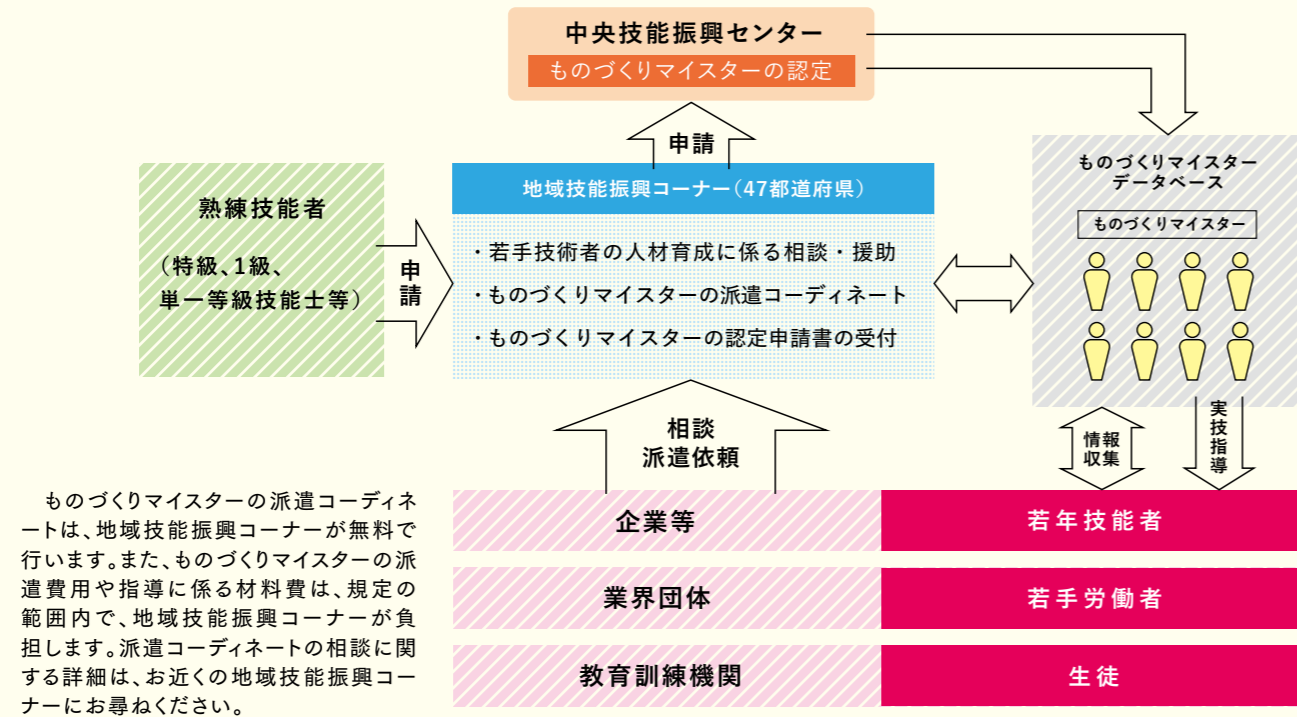 中央技能振興センター
ものづくりマイスターの認定
申請
地域技能振興コーナー(47都道府県)
・若手技術者の人材育成に係る相談・援助
・ものづくりマイスターの派遣コーディネート
・ものづくりマイスターの認定申請書の受付
熟練技能者
(特級、1級、
単一等級技能士等)
申請
ものづくりマイスター
データベース
ものづくりマイスター
相談
派遣依頼
情報
収集
実技指導
企業等
若年技能者
業界団体
若手労働者
教育訓練機関
生徒
ものづくりマイスターの派遣コーディネ
ートは、地域技能振興コーナーが無料で
行います。また、ものづくりマイスターの派
遣費用や指導に係る材料費は、規定の
範囲内で、地域技能振興コーナーが負
担します。派遣コーディネートの相談に関
する詳細は、お近くの地域技能振興コー
ナーにお尋ねください。